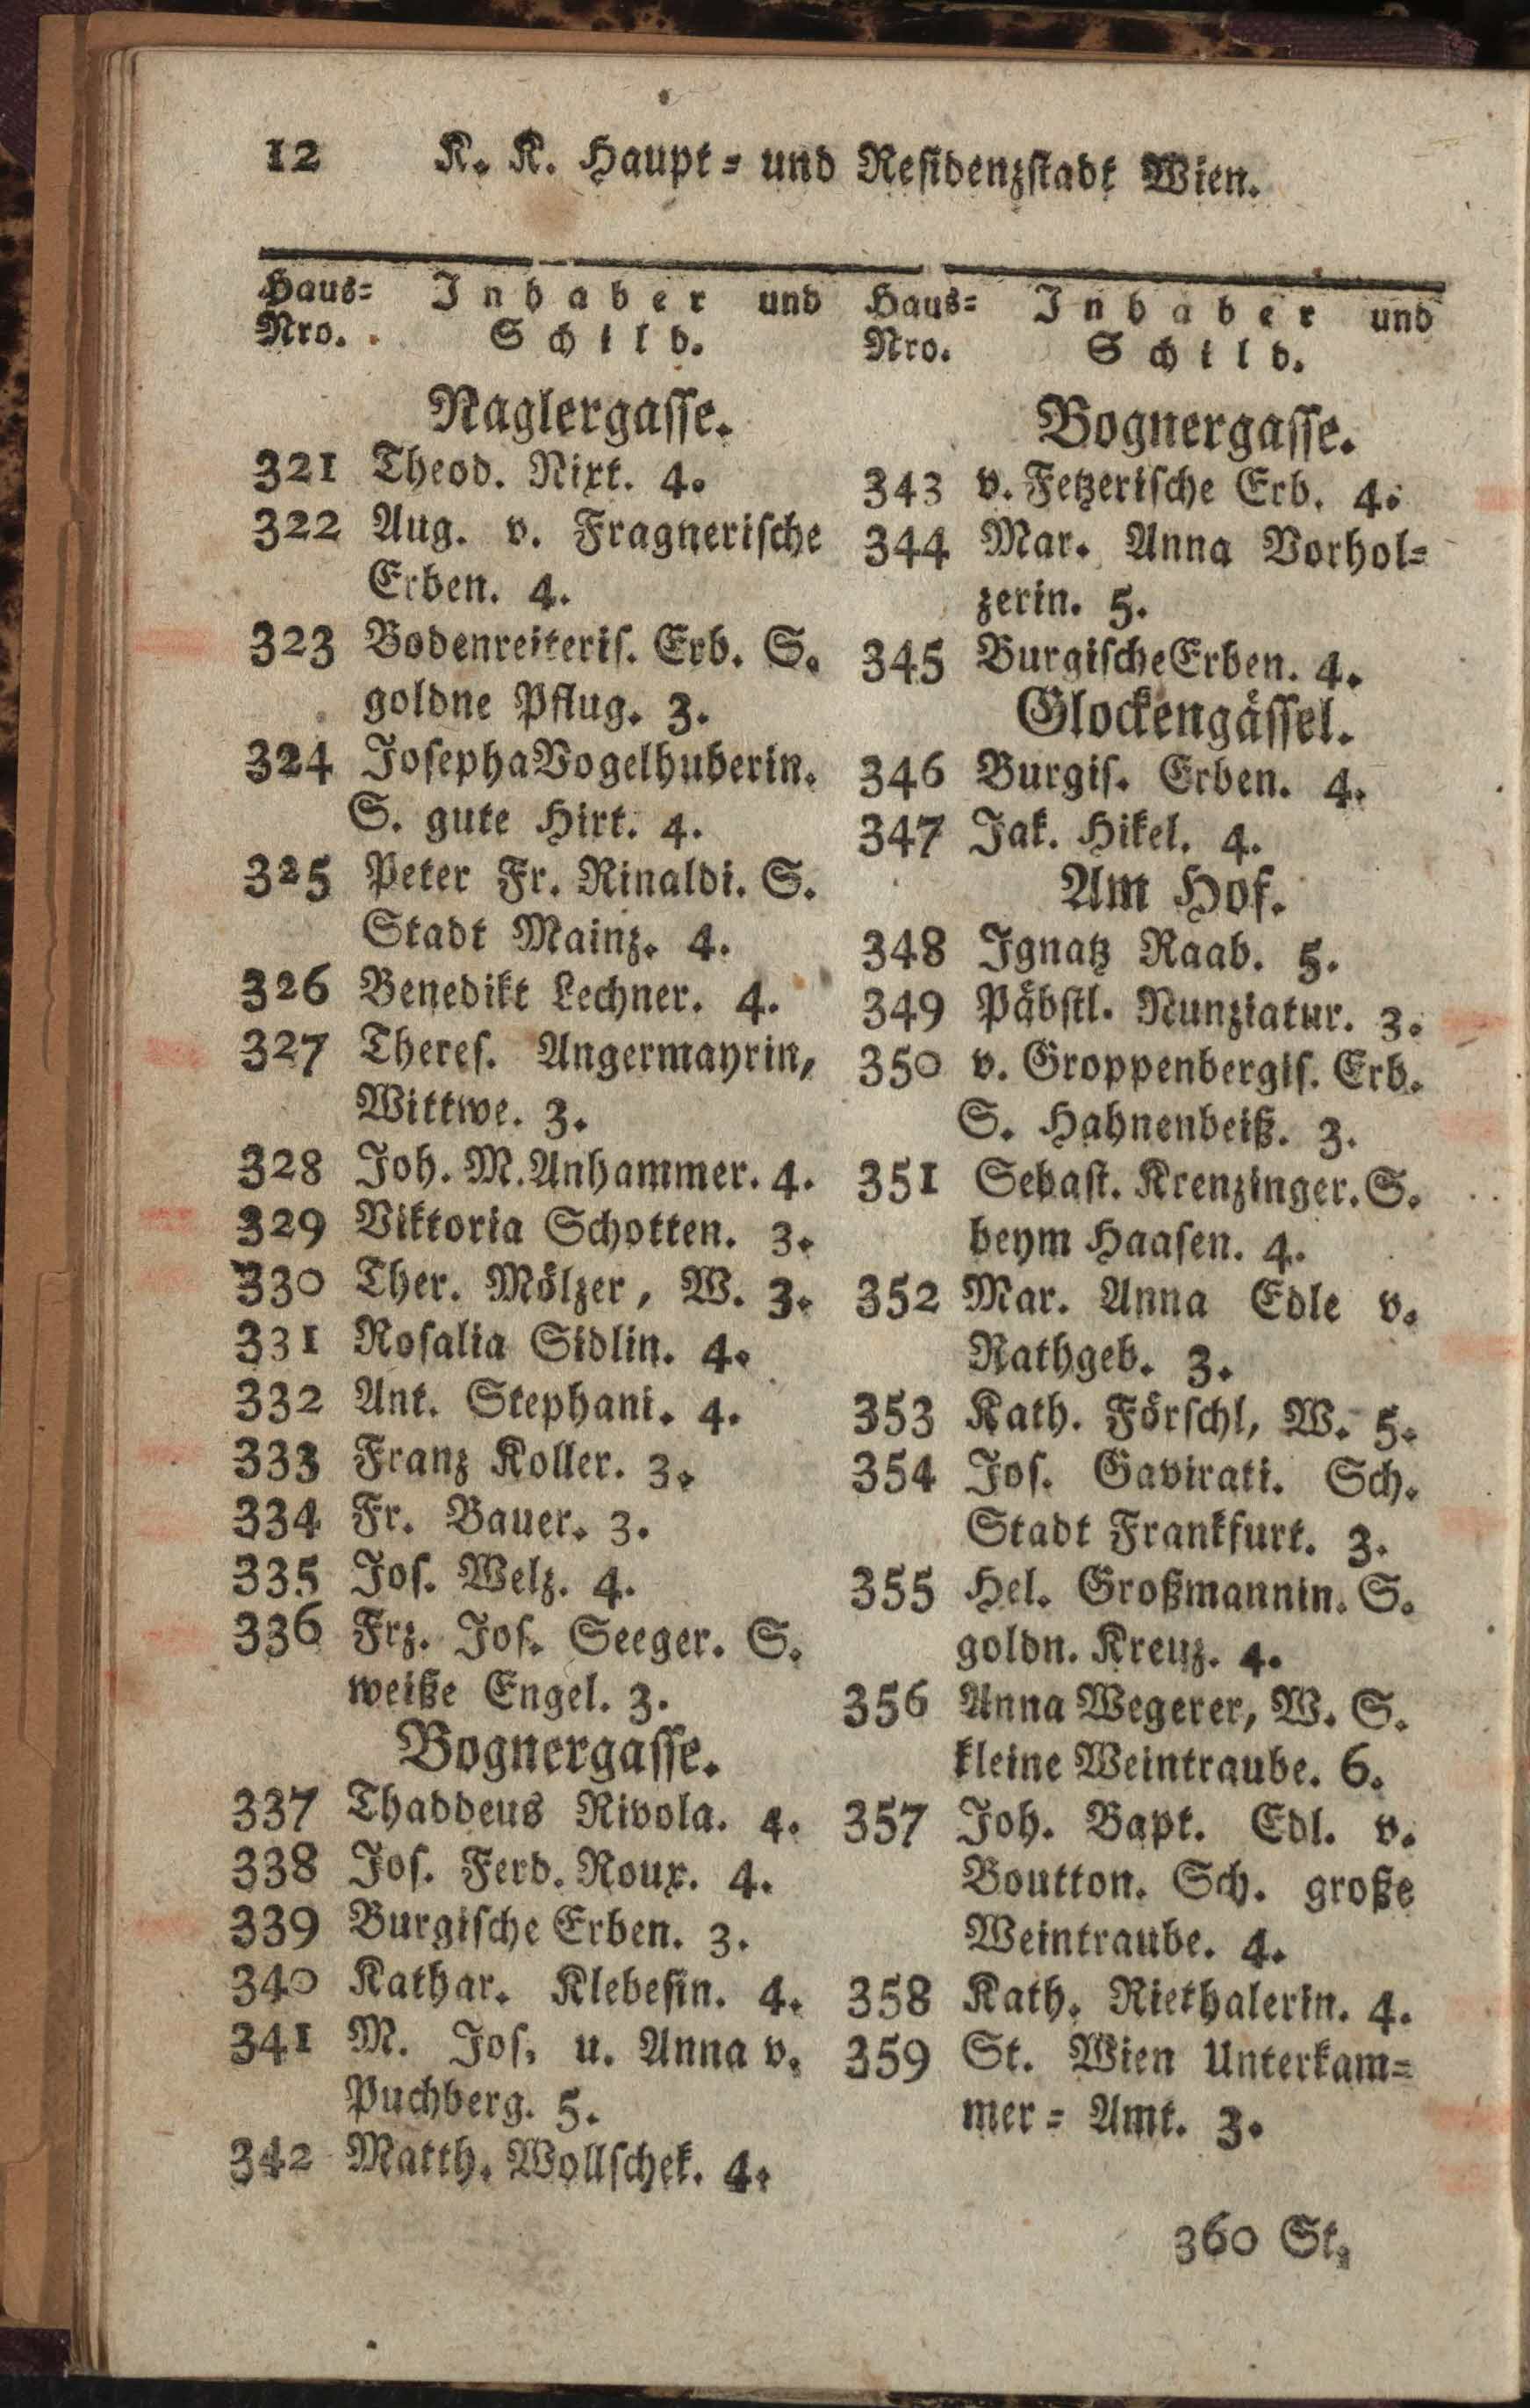 12 K. K. Haupt- und Residenzstadt Wien.
Haus- Inhaber und
Nro. Schild.
Naglergasse.
321 Theod. Nixt. 4.
322 Aug. v. Fragnerische
Erben. 4.
323 Bodenreiteris. Erb. S.
goldne Pflug. 3.
324 Josepha Vogelhuberin.
S. gute Hirt. 4.
325 Peter Fr. Rinaldi. S.
Stadt Mainz. 4.
326 Benedikt Lechner. 4.
327 Theres. Angermayrin,
Wittwe. 3.
328 Joh. M. Anhammer. 4.
329 Viktoria Schotten. 3.
330 Ther. Mölzer, W. 3.
331 Rosalia Sidlin. 4.
332 Ant. Stephani. 4.
333 Franz Koller. 3.
334 Fr. Bauer. 3.
335 Jos. Welz. 4.
336 Frz. Jos. Seeger. S.
weiße Engel. 3.
Bognergasse.
337 Thaddeus Rivola. 4.
338 Jos. Ferd. Roux. 4.
339 Burgische Erben. 3.
340 Kathar. Klebesin. 4.
341 M. Jos. u. Anna v.
Puchberg. 5.
342 Matth. Wollschek. 4.
Haus- Inhaber und
Nro. Schild.
Bognergasse.
343 v. Fetzerische Erb. 4.
344 Mar. Anna Vorhol-
zerin. 5.
345 Burgische Erben. 4.
Glockengässel.
346 Burgis. Erben. 4.
347 Jak. Hikel. 4.
Am Hof.
348 Ignatz Raab. 5.
349 Päbstl. Nunziatur. 3.
350 v. Groppenbergis. Erb.
S. Hahnenbeiß. 3.
351 Sebast. Krenzinger. S.
beym Haasen. 4.
352 Mar. Anna Edle v.
Rathgeb. 3.
353 Kath. Förschl, W. 5.
354 Jos. Gavirati. Sch.
Stadt Frankfurt. 3.
355 Hel. Großmannin. S.
goldn. Kreuz. 4.
356 Anna Wegerer, W. S.
kleine Weintraube. 6.
357 Joh. Bapt. Edl. v.
Boutton. Sch. große
Weintraube. 4.
358 Kath. Riethalerin. 4.
359 St. Wien Unterkam-
mer-Amt. 3.
360 St.